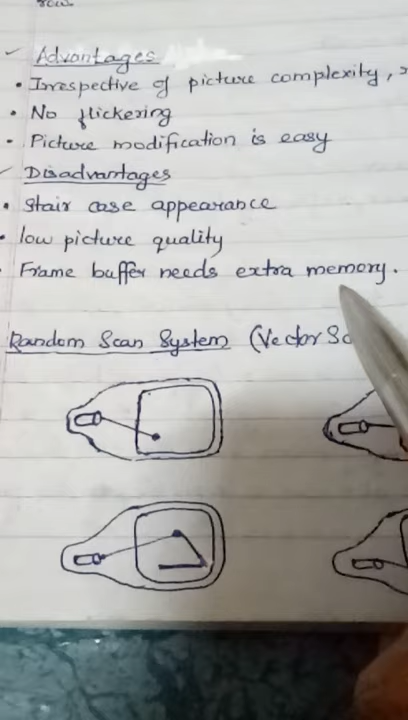 Advantages
• Irrespective of picture complexity,
• No flickering
• Picture modification is easy
Disadvantages
• Stair case appearance
• low picture quality
• Frame buffer needs extra memory.
Random Scan System (Vector Sc